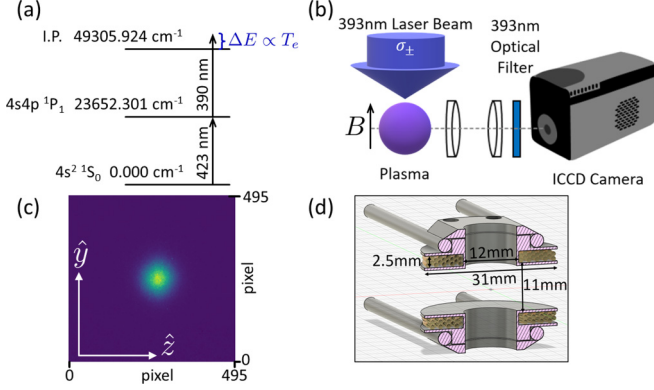 (a)
I.P. 49305.924 cm⁻¹
ΔE ∝ Tₑ
390 nm
4s4p ¹P₁ 23652.301 cm⁻¹
423 nm
4s² ¹S₀ 0.000 cm⁻¹
(b)
393nm Laser Beam
σ±
393nm
Optical
Filter
B
Plasma
ICCD Camera
(c)
495
ŷ
ẑ
pixel
0
0
pixel
495
(d)
2.5mm
12mm
31mm
11mm